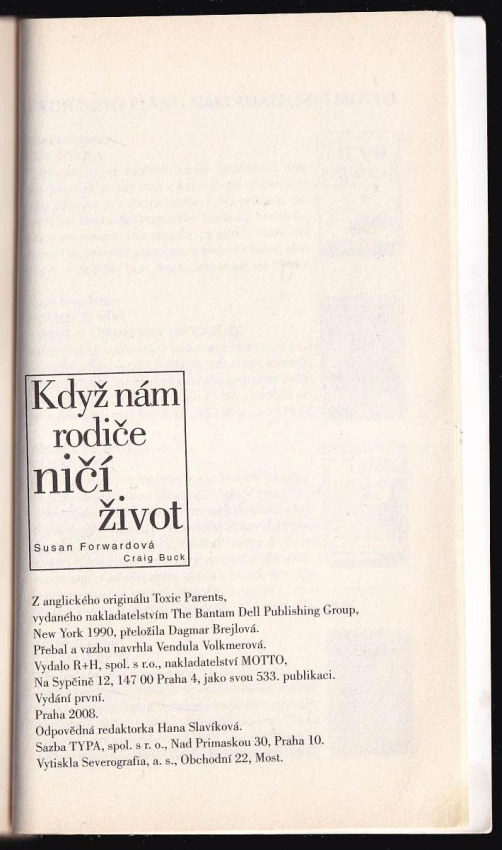 Když nám
rodiče
ničí
život
Susan Forwardová
Craig Buck
Z anglického originálu Toxic Parents,
vydaného nakladatelstvím The Bantam Dell Publishing Group,
New York 1990, přeložila Dagmar Brejlová.
Přebal a vazbu navrhla Vendula Volkmerová.
Vydalo R+H, spol. s r.o., nakladatelství MOTTO,
Na Sypčině 12, 147 00 Praha 4, jako svou 533. publikaci.
Vydání první.
Praha 2008.
Odpovědná redaktorka Hana Slavíková.
Sazba TYPA, spol. s r. o., Nad Primaskou 30, Praha 10.
Vytiskla Severografia, a. s., Obchodní 22, Most.